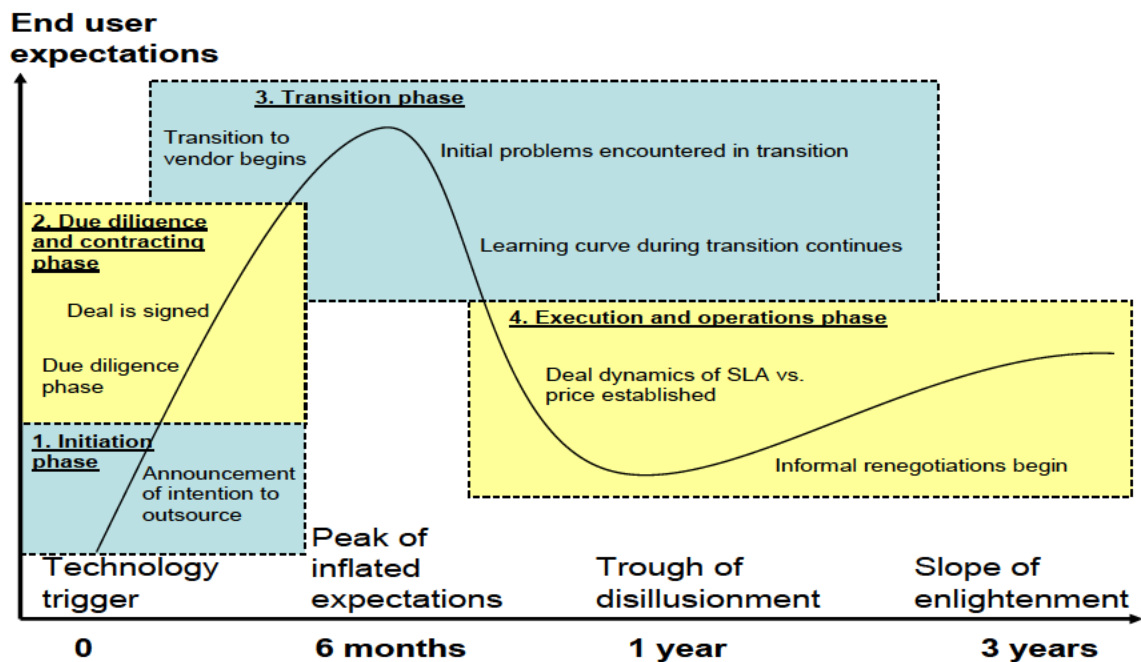 End user
expectations
3. Transition phase
Transition to
vendor begins
Initial problems encountered in transition
Learning curve during transition continues
2. Due diligence
and contracting
phase
Deal is signed
Due diligence
phase
4. Execution and operations phase
Deal dynamics of SLA vs.
price established
Informal renegotiations begin
1. Initiation
phase
Announcement
of intention to
outsource
Technology
trigger
Peak of
inflated
expectations
Trough of
disillusionment
Slope of
enlightenment
0
6 months
1 year
3 years